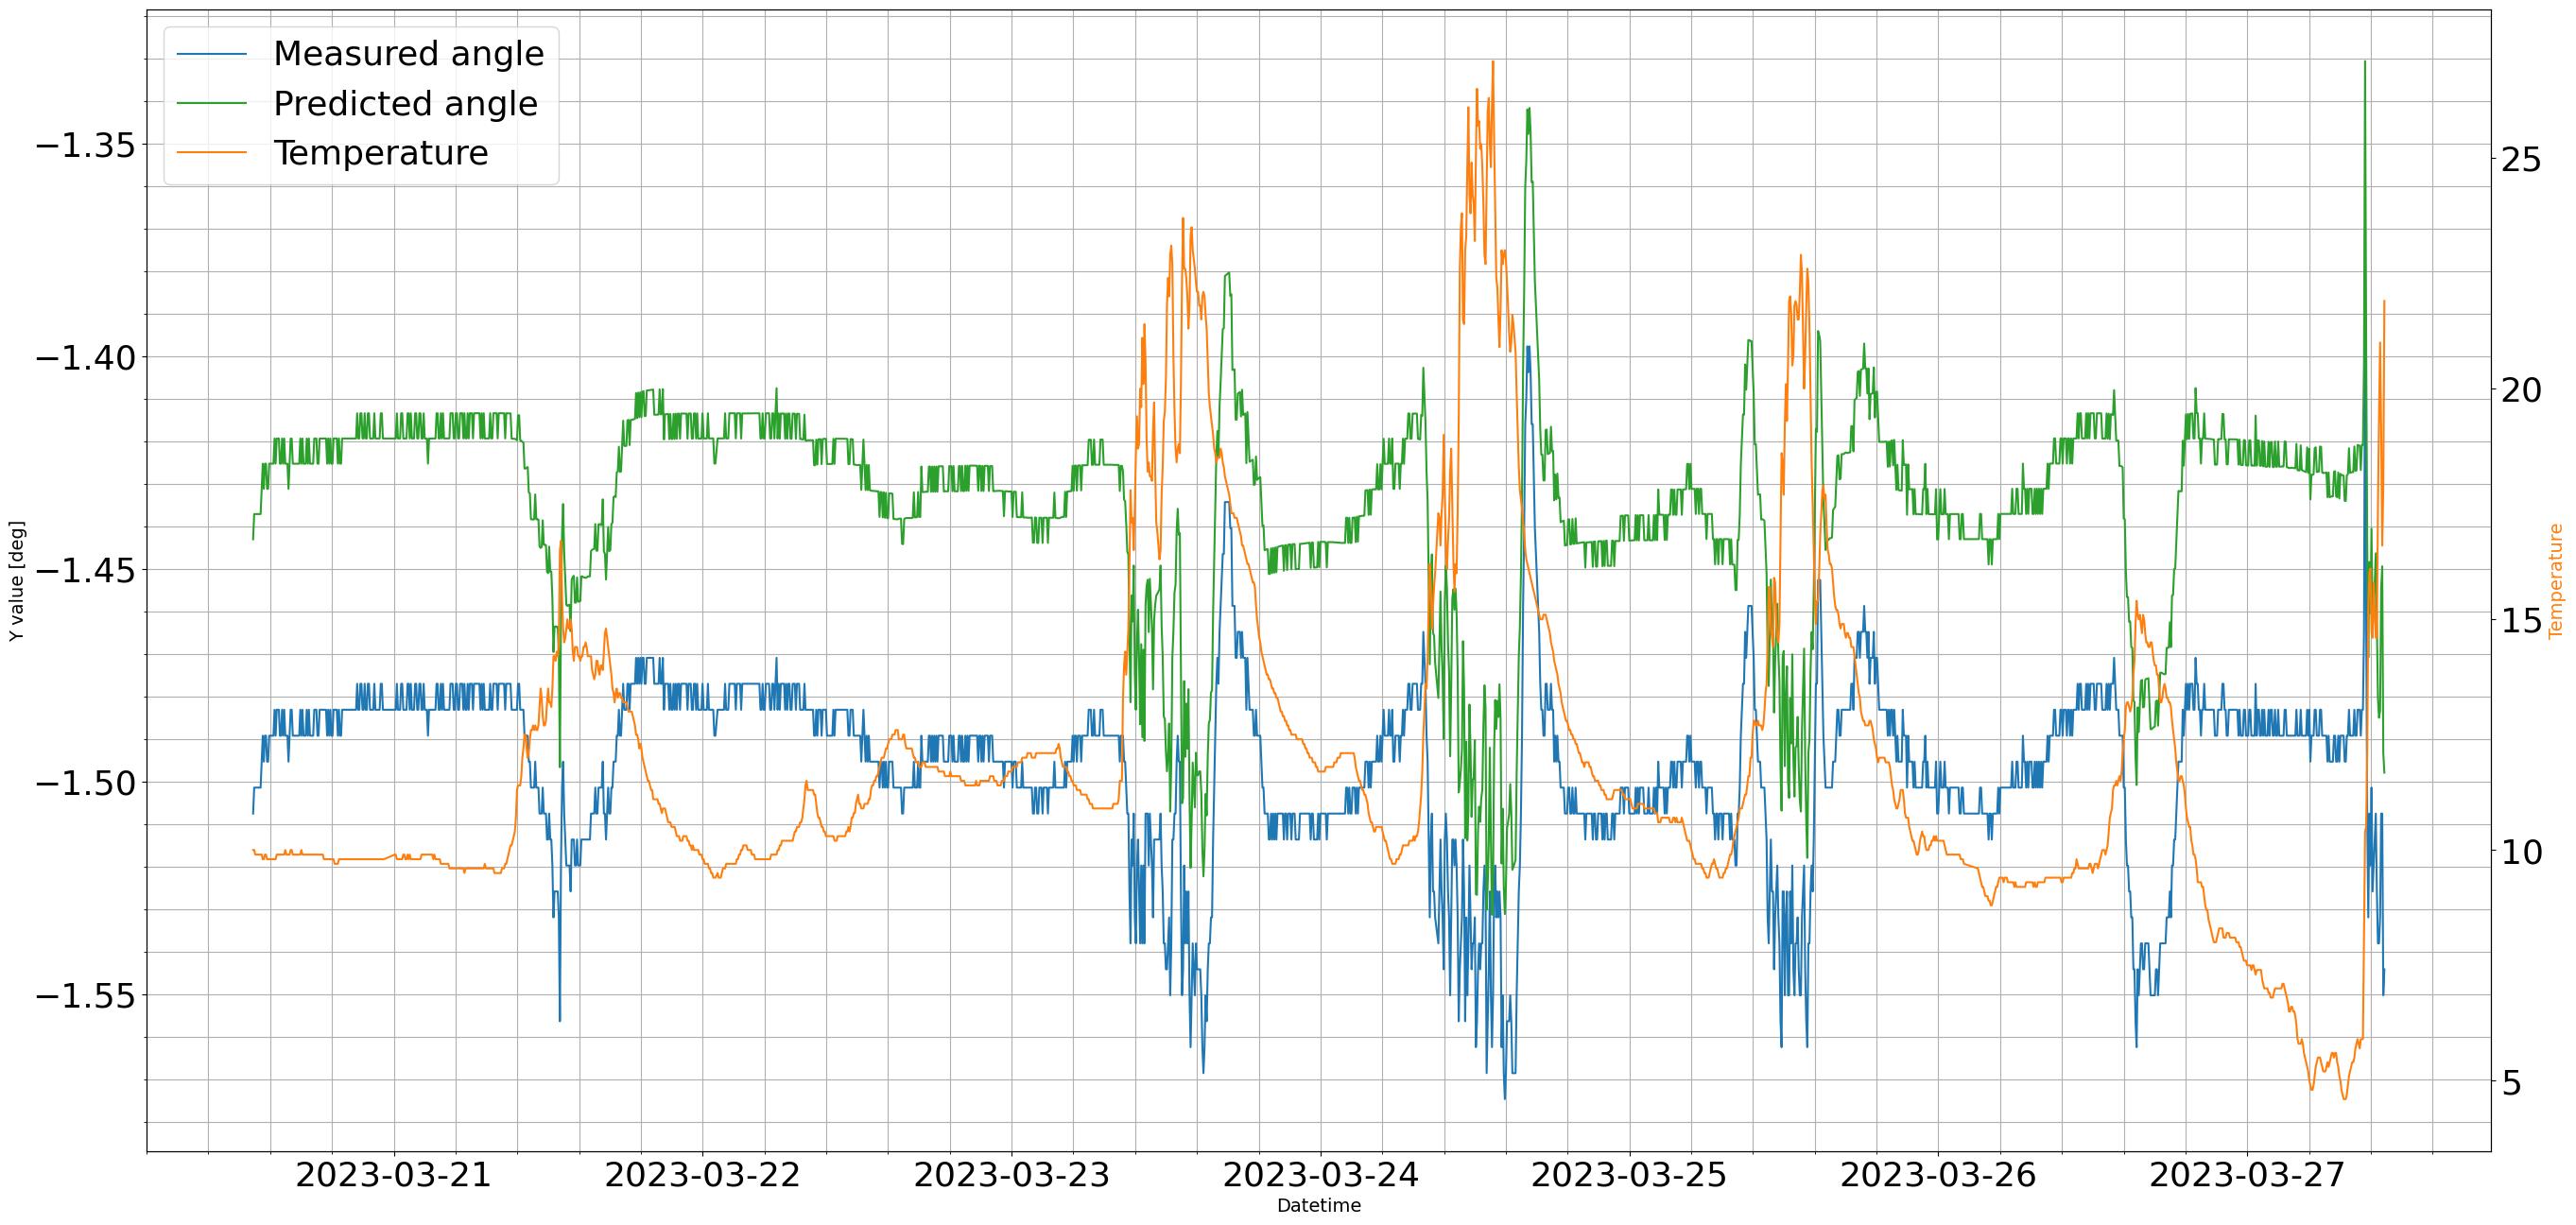 Measured angle
Predicted angle
Temperature
−1.35
−1.40
−1.45
−1.50
−1.55
Y value [deg]
25
20
15
10
5
Temperature
2023-03-21 2023-03-22 2023-03-23 2023-03-24 2023-03-25 2023-03-26 2023-03-27
Datetime